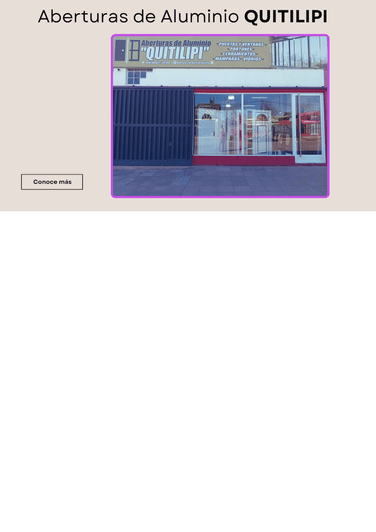 Aberturas de Aluminio QUITILIPI
Aberturas de Aluminio
"QUITILIPI"
PUERTAS Y VENTANAS
- PORTONES -
- CERRAMIENTOS -
MAMPARAS - VIDRIOS -
Conoce más